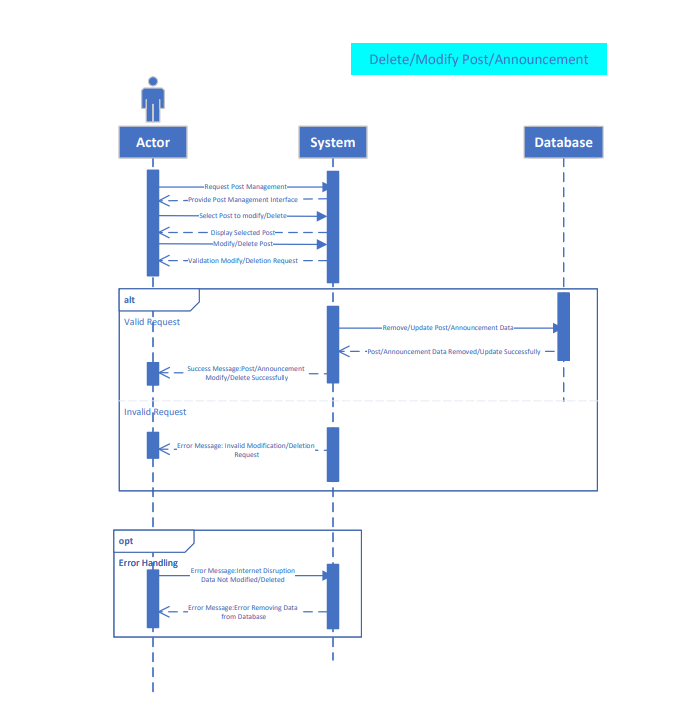 Delete/Modify Post/Announcement
Actor
System
Database
Request Post Management
Provide Post Management Interface
Select Post to modify/Delete
Display Selected Post
Modify/Delete Post
Validation Modify/Deletion Request
alt
Valid Request
Remove/Update Post/Announcement Data
Post/Announcement Data Removed/Update Successfully
Success Message:Post/Announcement
Modify/Delete Successfully
Invalid Request
Error Message: Invalid Modification/Deletion
Request
opt
Error Handling
Error Message:Internet Disruption
Data Not Modified/Deleted
Error Message:Error Removing Data
from Database